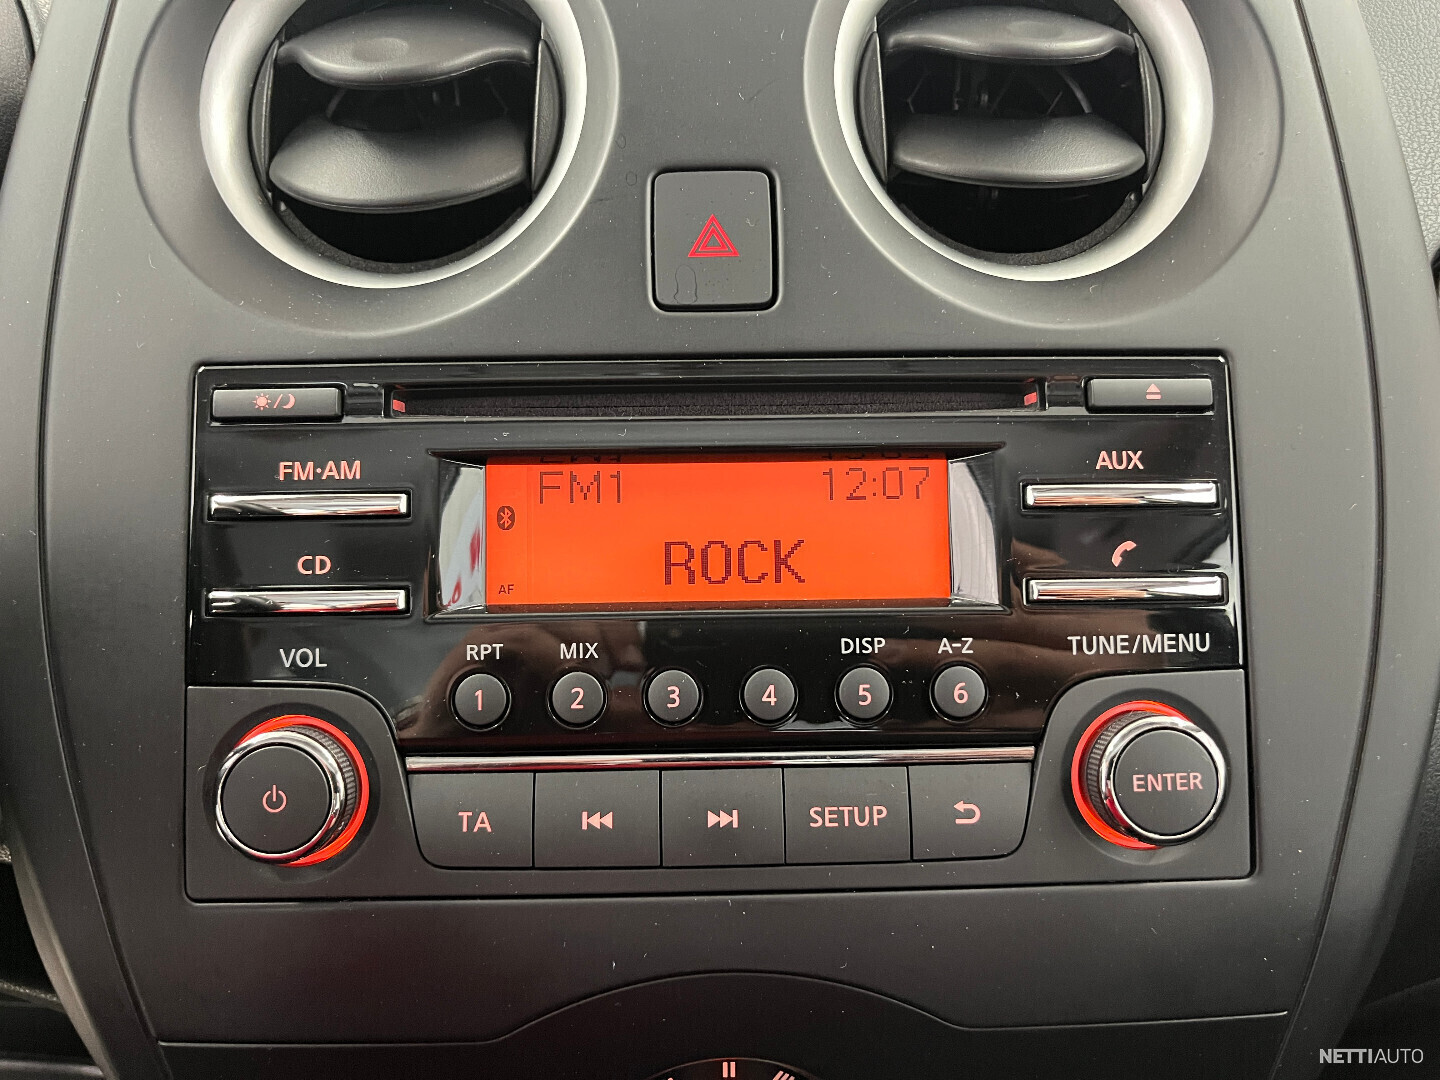 FM·AM
AUX
FM1 12:07
CD
ROCK
AF
VOL
RPT MIX DISP A-Z
TUNE/MENU
1 2 3 4 5 6
TA SETUP
ENTER
NETTIAUTO